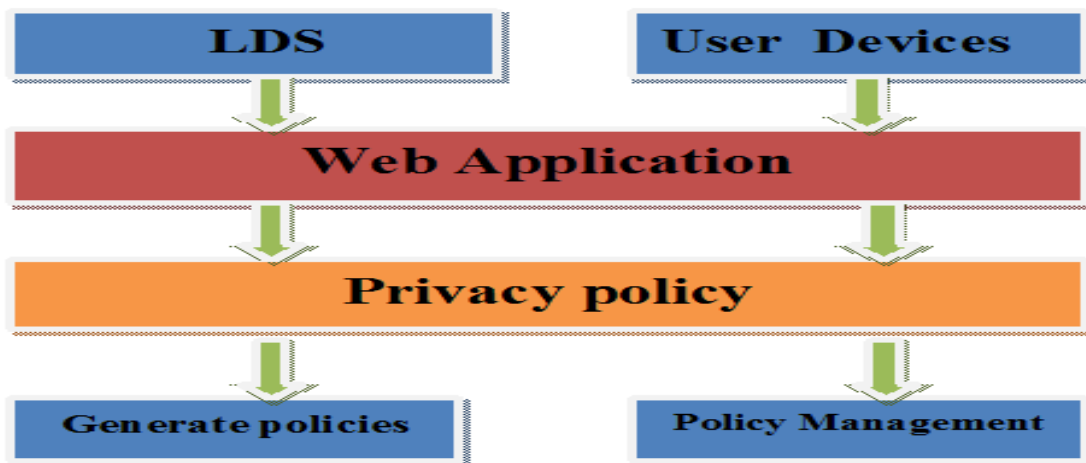 LDS
User Devices
Web Application
Privacy policy
Generate policies
Policy Management